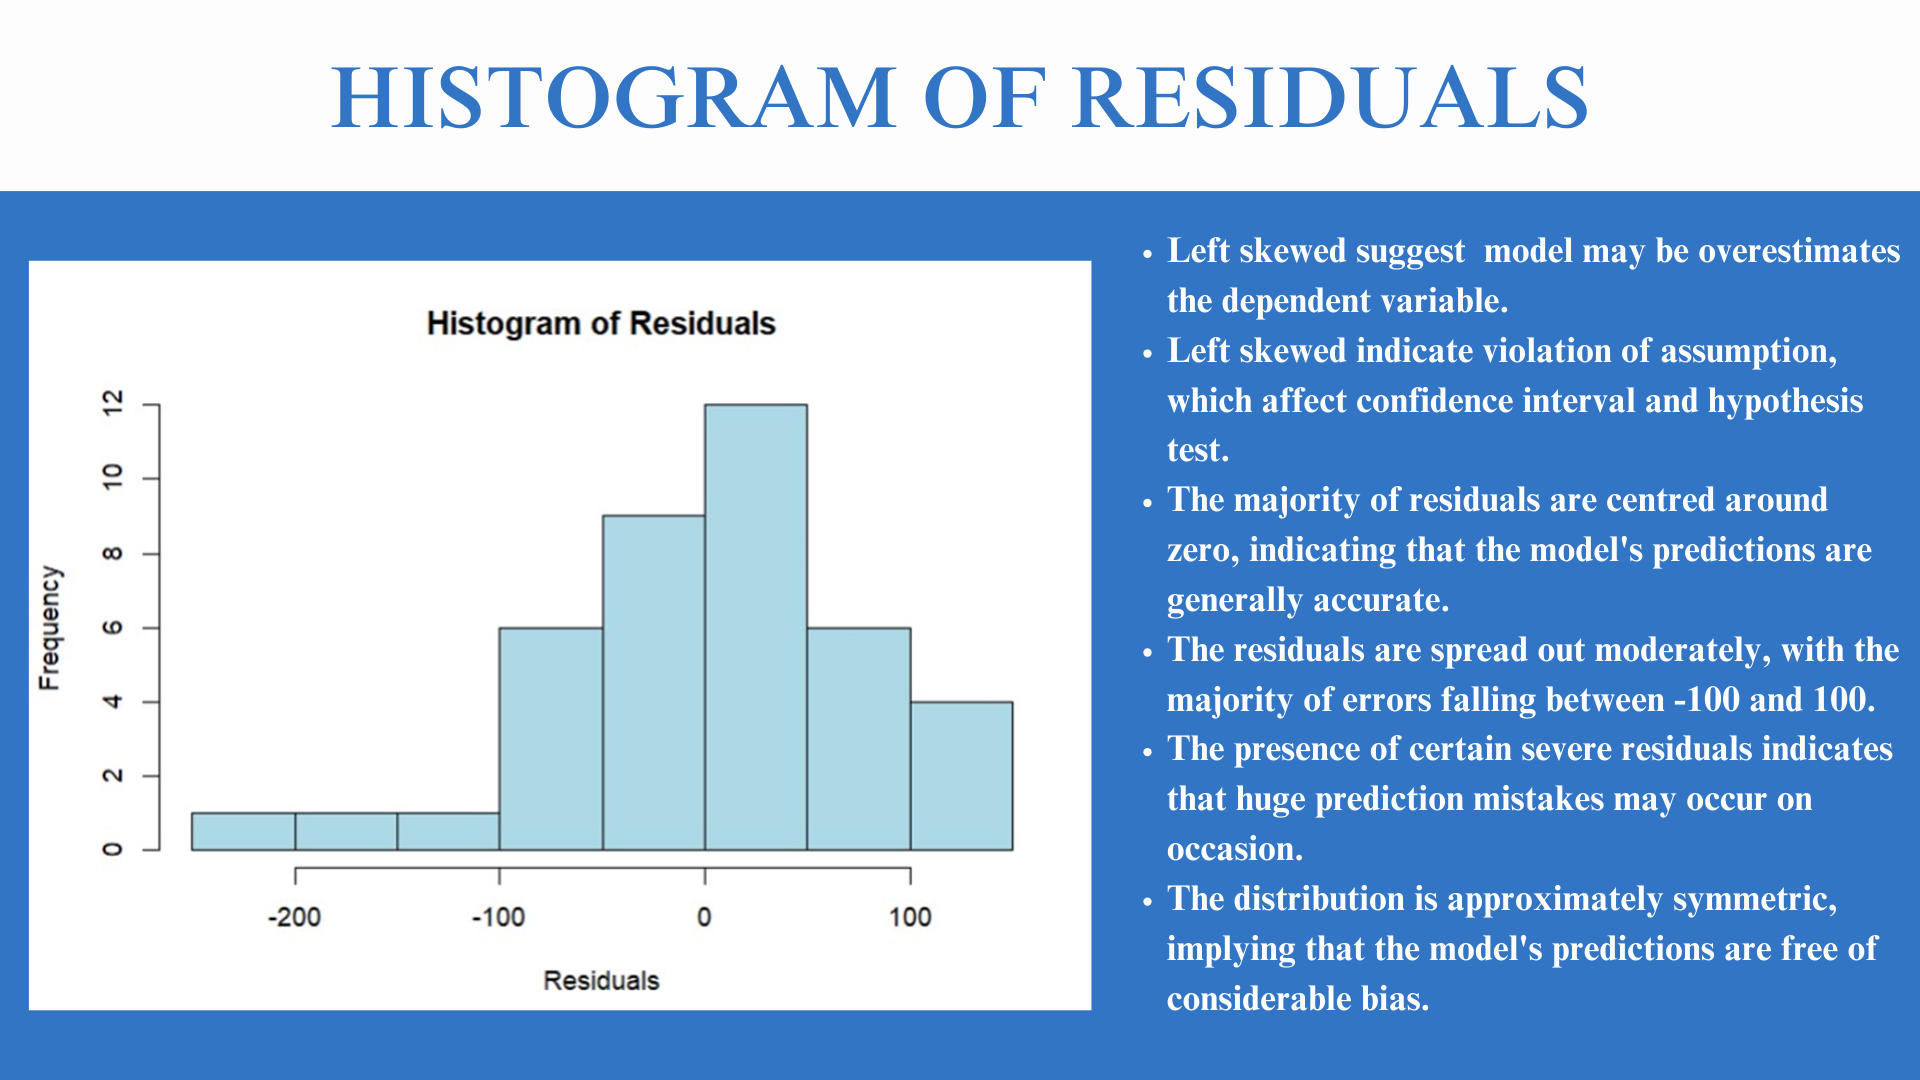 HISTOGRAM OF RESIDUALS
Histogram of Residuals
12
10
8
6
4
2
0
Frequency
-200 -100 0 100
Residuals
• Left skewed suggest  model may be overestimates
the dependent variable.
• Left skewed indicate violation of assumption,
which affect confidence interval and hypothesis
test.
• The majority of residuals are centred around
zero, indicating that the model's predictions are
generally accurate.
• The residuals are spread out moderately, with the
majority of errors falling between -100 and 100.
• The presence of certain severe residuals indicates
that huge prediction mistakes may occur on
occasion.
• The distribution is approximately symmetric,
implying that the model's predictions are free of
considerable bias.